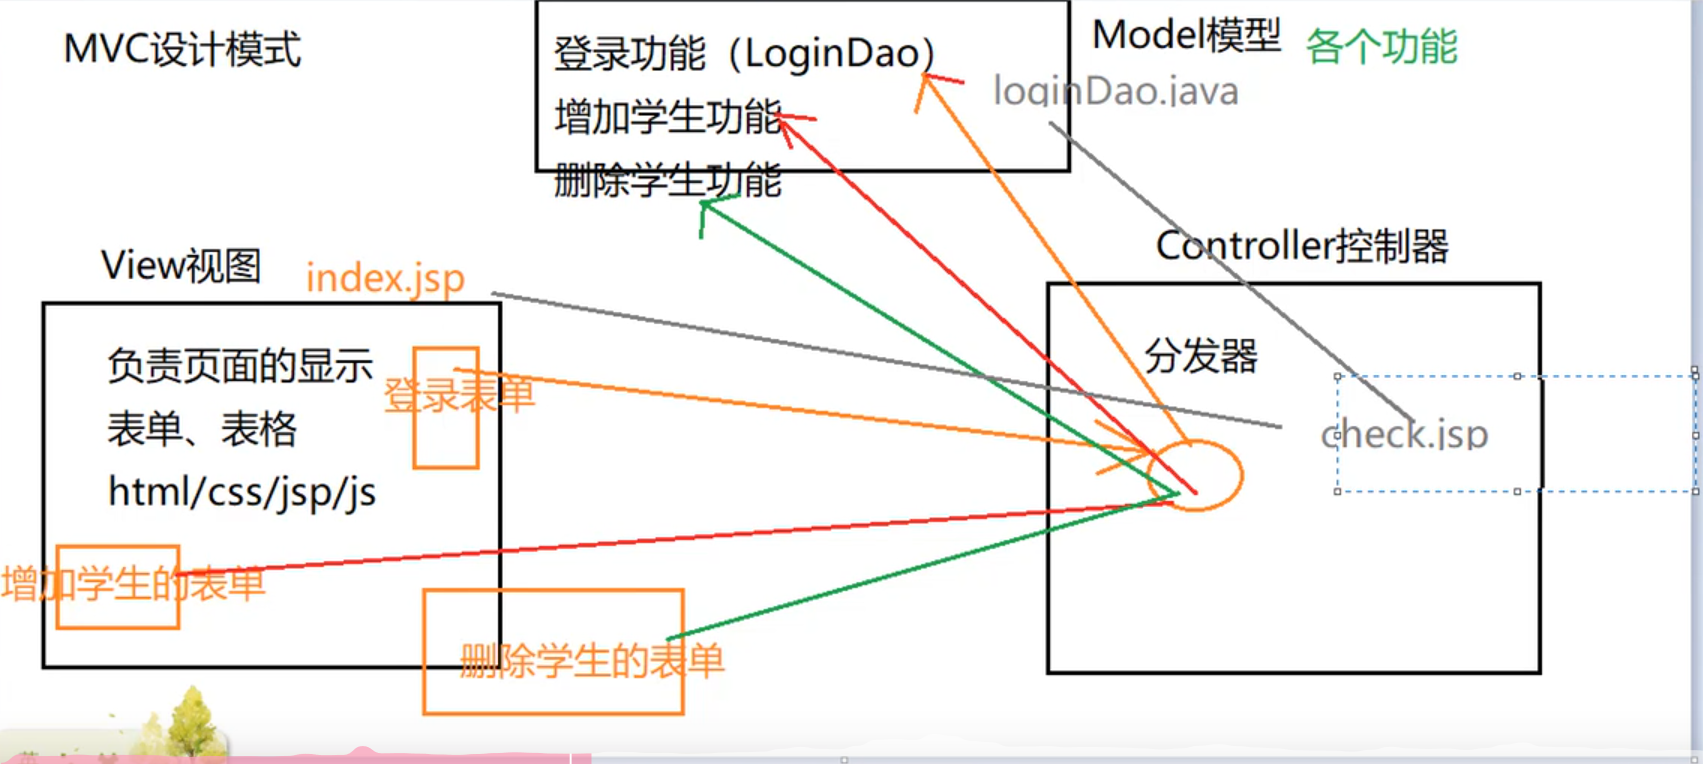 MVC设计模式
登录功能（LoginDao）
增加学生功能
删除学生功能
Model模型
各个功能
loginDao.java
View视图
index.jsp
负责页面的显示
表单、表格
html/css/jsp/js
登录表单
增加学生的表单
删除学生的表单
Controller控制器
分发器
check.jsp